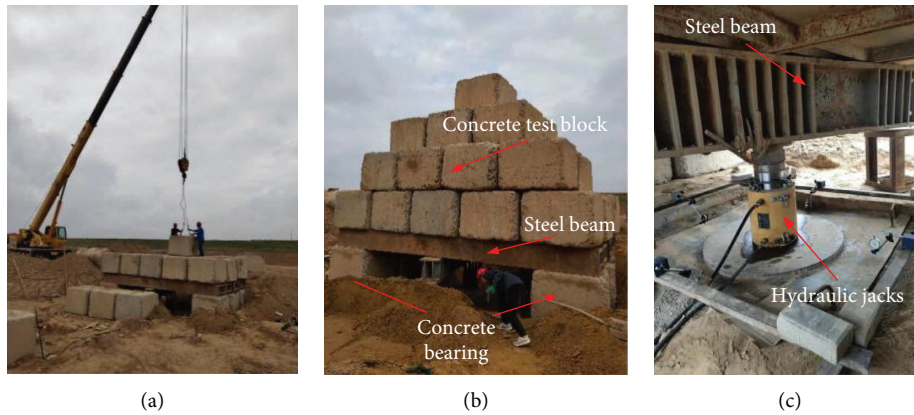 Concrete test block
Steel beam
Concrete
bearing
Steel beam
Hydraulic jacks
(a)
(b)
(c)